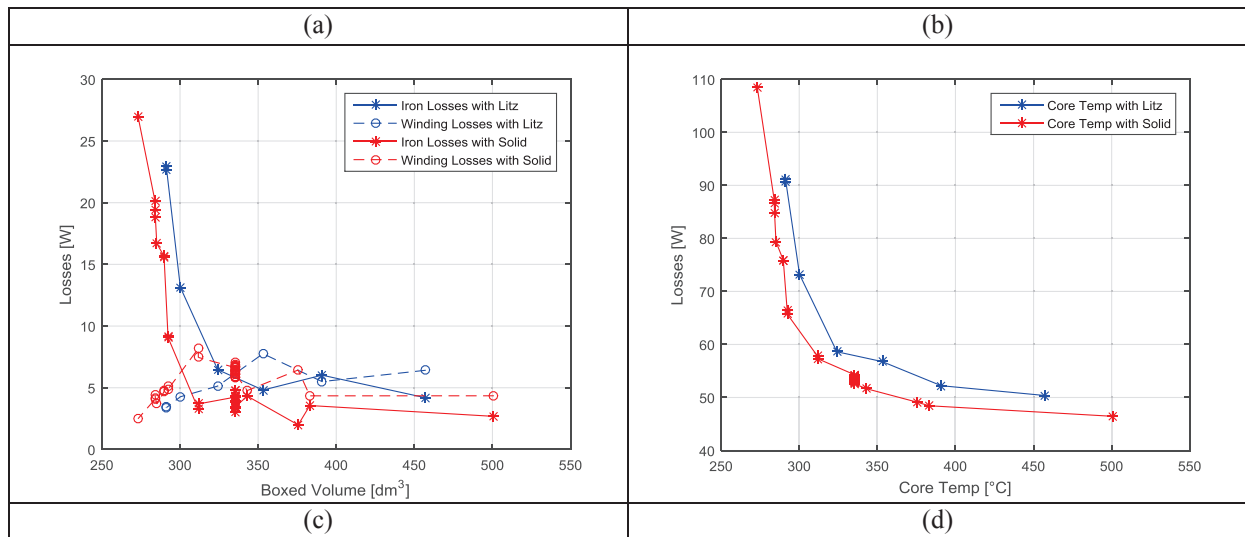 (a)
(b)
30
25
20
15
10
5
0
250
300
350
400
450
500
550
Losses [W]
Boxed Volume [dm³]
Iron Losses with Litz
Winding Losses with Litz
Iron Losses with Solid
Winding Losses with Solid
110
100
90
80
70
60
50
40
250
300
350
400
450
500
550
Losses [W]
Core Temp [°C]
Core Temp with Litz
Core Temp with Solid
(c)
(d)